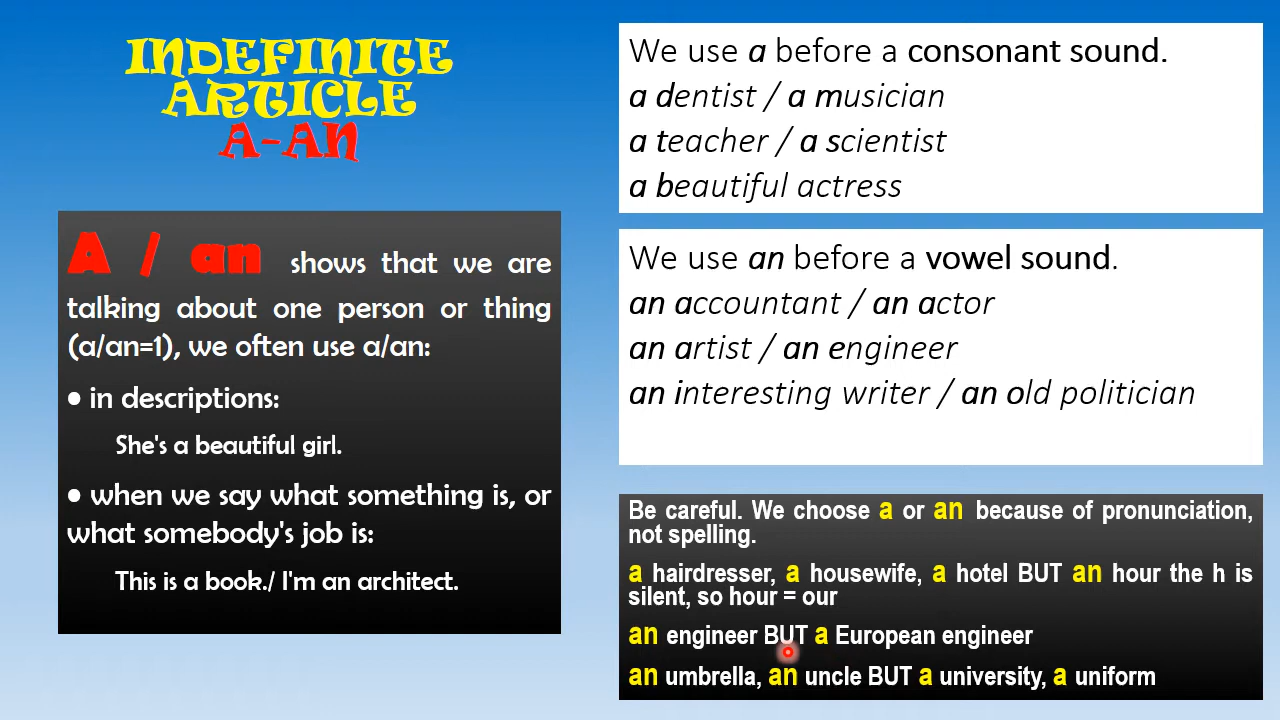 INDEFINITE
ARTICLE
A-AN
A / an shows that we are
talking about one person or thing
(a/an=1), we often use a/an:
• in descriptions:
She's a beautiful girl.
• when we say what something is, or
what somebody's job is:
This is a book./ I'm an architect.
We use a before a consonant sound.
a dentist / a musician
a teacher / a scientist
a beautiful actress
We use an before a vowel sound.
an accountant / an actor
an artist / an engineer
an interesting writer / an old politician
Be careful. We choose a or an because of pronunciation,
not spelling.
a hairdresser, a housewife, a hotel BUT an hour the h is
silent, so hour = our
an engineer BUT a European engineer
an umbrella, an uncle BUT a university, a uniform